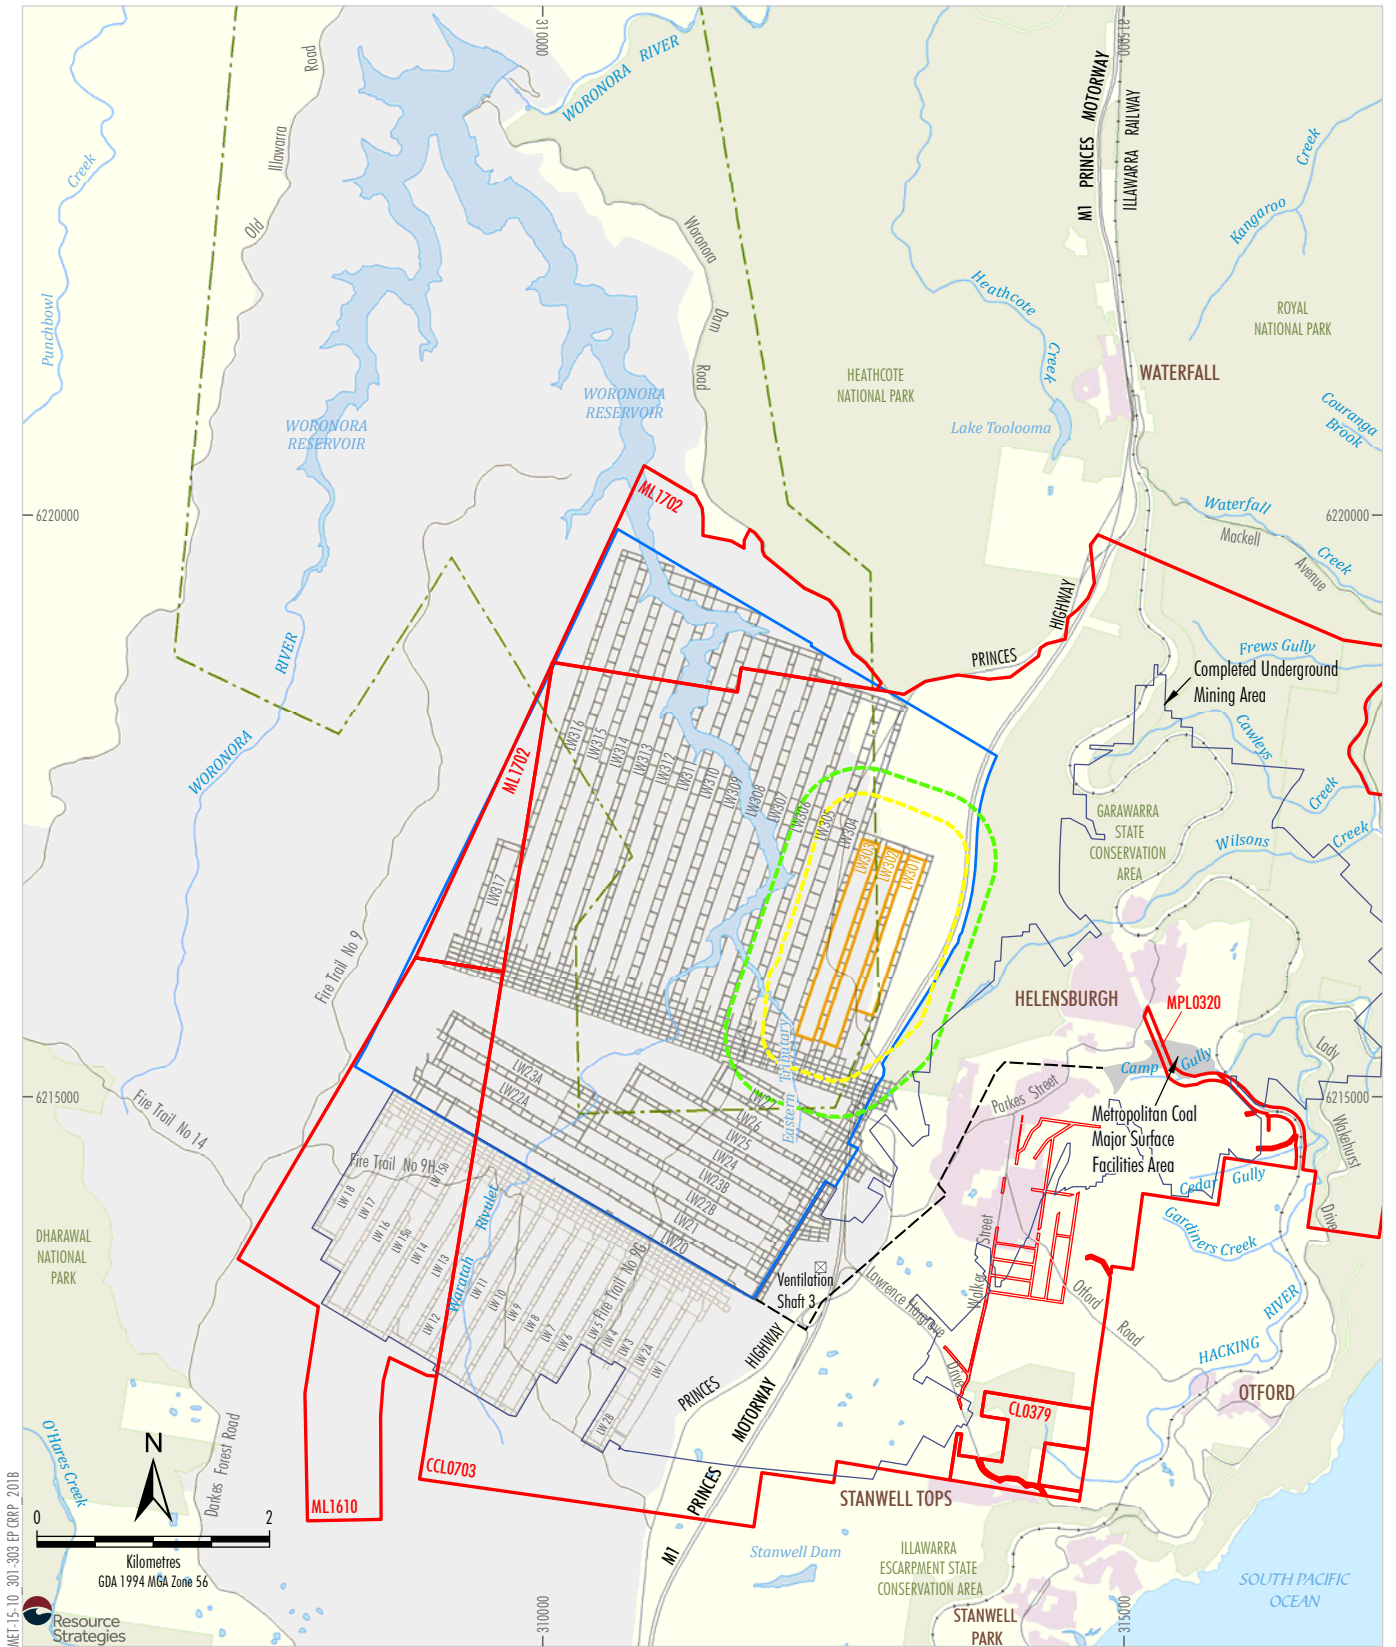 310000
315000
Road
Illawarra
Old
Creek
Punchbowl
WORONORA RIVER
M1 PRINCES MOTORWAY
ILLAWARRA RAILWAY
Kangaroo
Creek
Woronora
Dam
Road
Heathcote
Creek
ROYAL
NATIONAL PARK
HEATHCOTE
NATIONAL PARK
WATERFALL
WORONORA
RESERVOIR
WORONORA
RESERVOIR
Lake Toolooma
Couranga
Brook
6220000
6220000
ML1702
Waterfall
Creek
Mackell
Avenue
PRINCES
HIGHWAY
Frews Gully
Completed Underground
Mining Area
Cawleys
Creek
RIVER
WORONORA
ML1702
LW316
LW315
LW314
LW313
LW312
LW311
LW310
LW309
LW308
LW307
LW306
LW305
LW304
LW303
LW302
LW301
LW317
GARAWARRA
STATE
CONSERVATION
AREA
Wilsons
Creek
Fire Trail No 9
HELENSBURGH
MPL0320
Lady
Wakehurst
Drive
Camp
Gully
Parkes Street
Eastern Tributary
6215000
6215000
Fire Trail No 14
LW23A
LW22A
LW27
LW26
LW25
LW24
LW23B
LW22B
LW21
LW20
Metropolitan Coal
Major Surface
Facilities Area
Fire Trail No 9H
Cedar Gully
Gardiners Creek
LW 18
LW 17
LW 16
LW 15a
LW 15b
LW 14
LW 13
LW 12
LW 11
LW 10
LW 9
LW 8
LW 7
LW 6
LW 5
LW 4
LW 3
LW 2A
LW 1
LW 2B
Waratah Rivulet
Fire Trail No 9G
DHARAWAL
NATIONAL
PARK
Ventilation
Shaft 3
Lawrence Hargrave
Drive
Walker Street
Otford
Road
HACKING RIVER
OTFORD
PRINCES
HIGHWAY
M1 PRINCES MOTORWAY
CL0379
O'Hares Creek
Darkes Forest Road
N
CCL0703
ML1610
STANWELL TOPS
0
2
Kilometres
GDA 1994 MGA Zone 56
Stanwell Dam
ILLAWARRA
ESCARPMENT STATE
CONSERVATION AREA
STANWELL
PARK
SOUTH PACIFIC
OCEAN
310000
315000
MET-15-10_301-303 EP CRRP_201B
Resource
Strategies